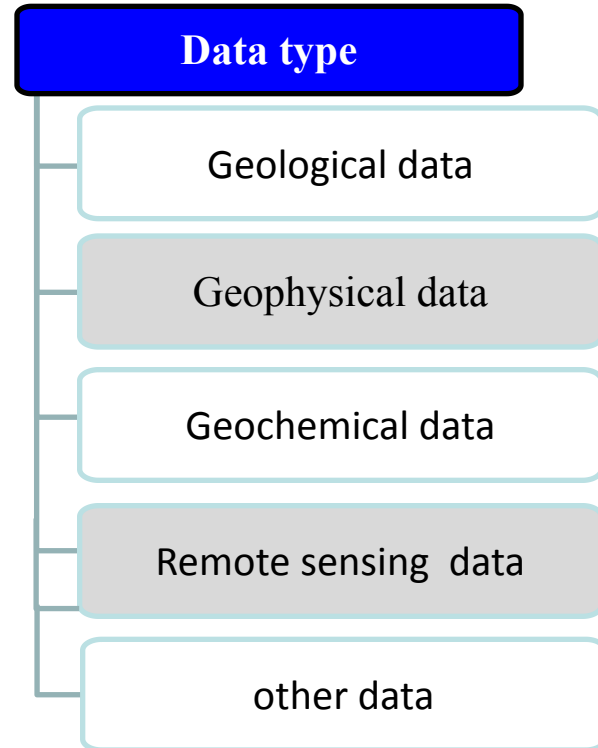 Data type
Geological data
Geophysical data
Geochemical data
Remote sensing  data
other data